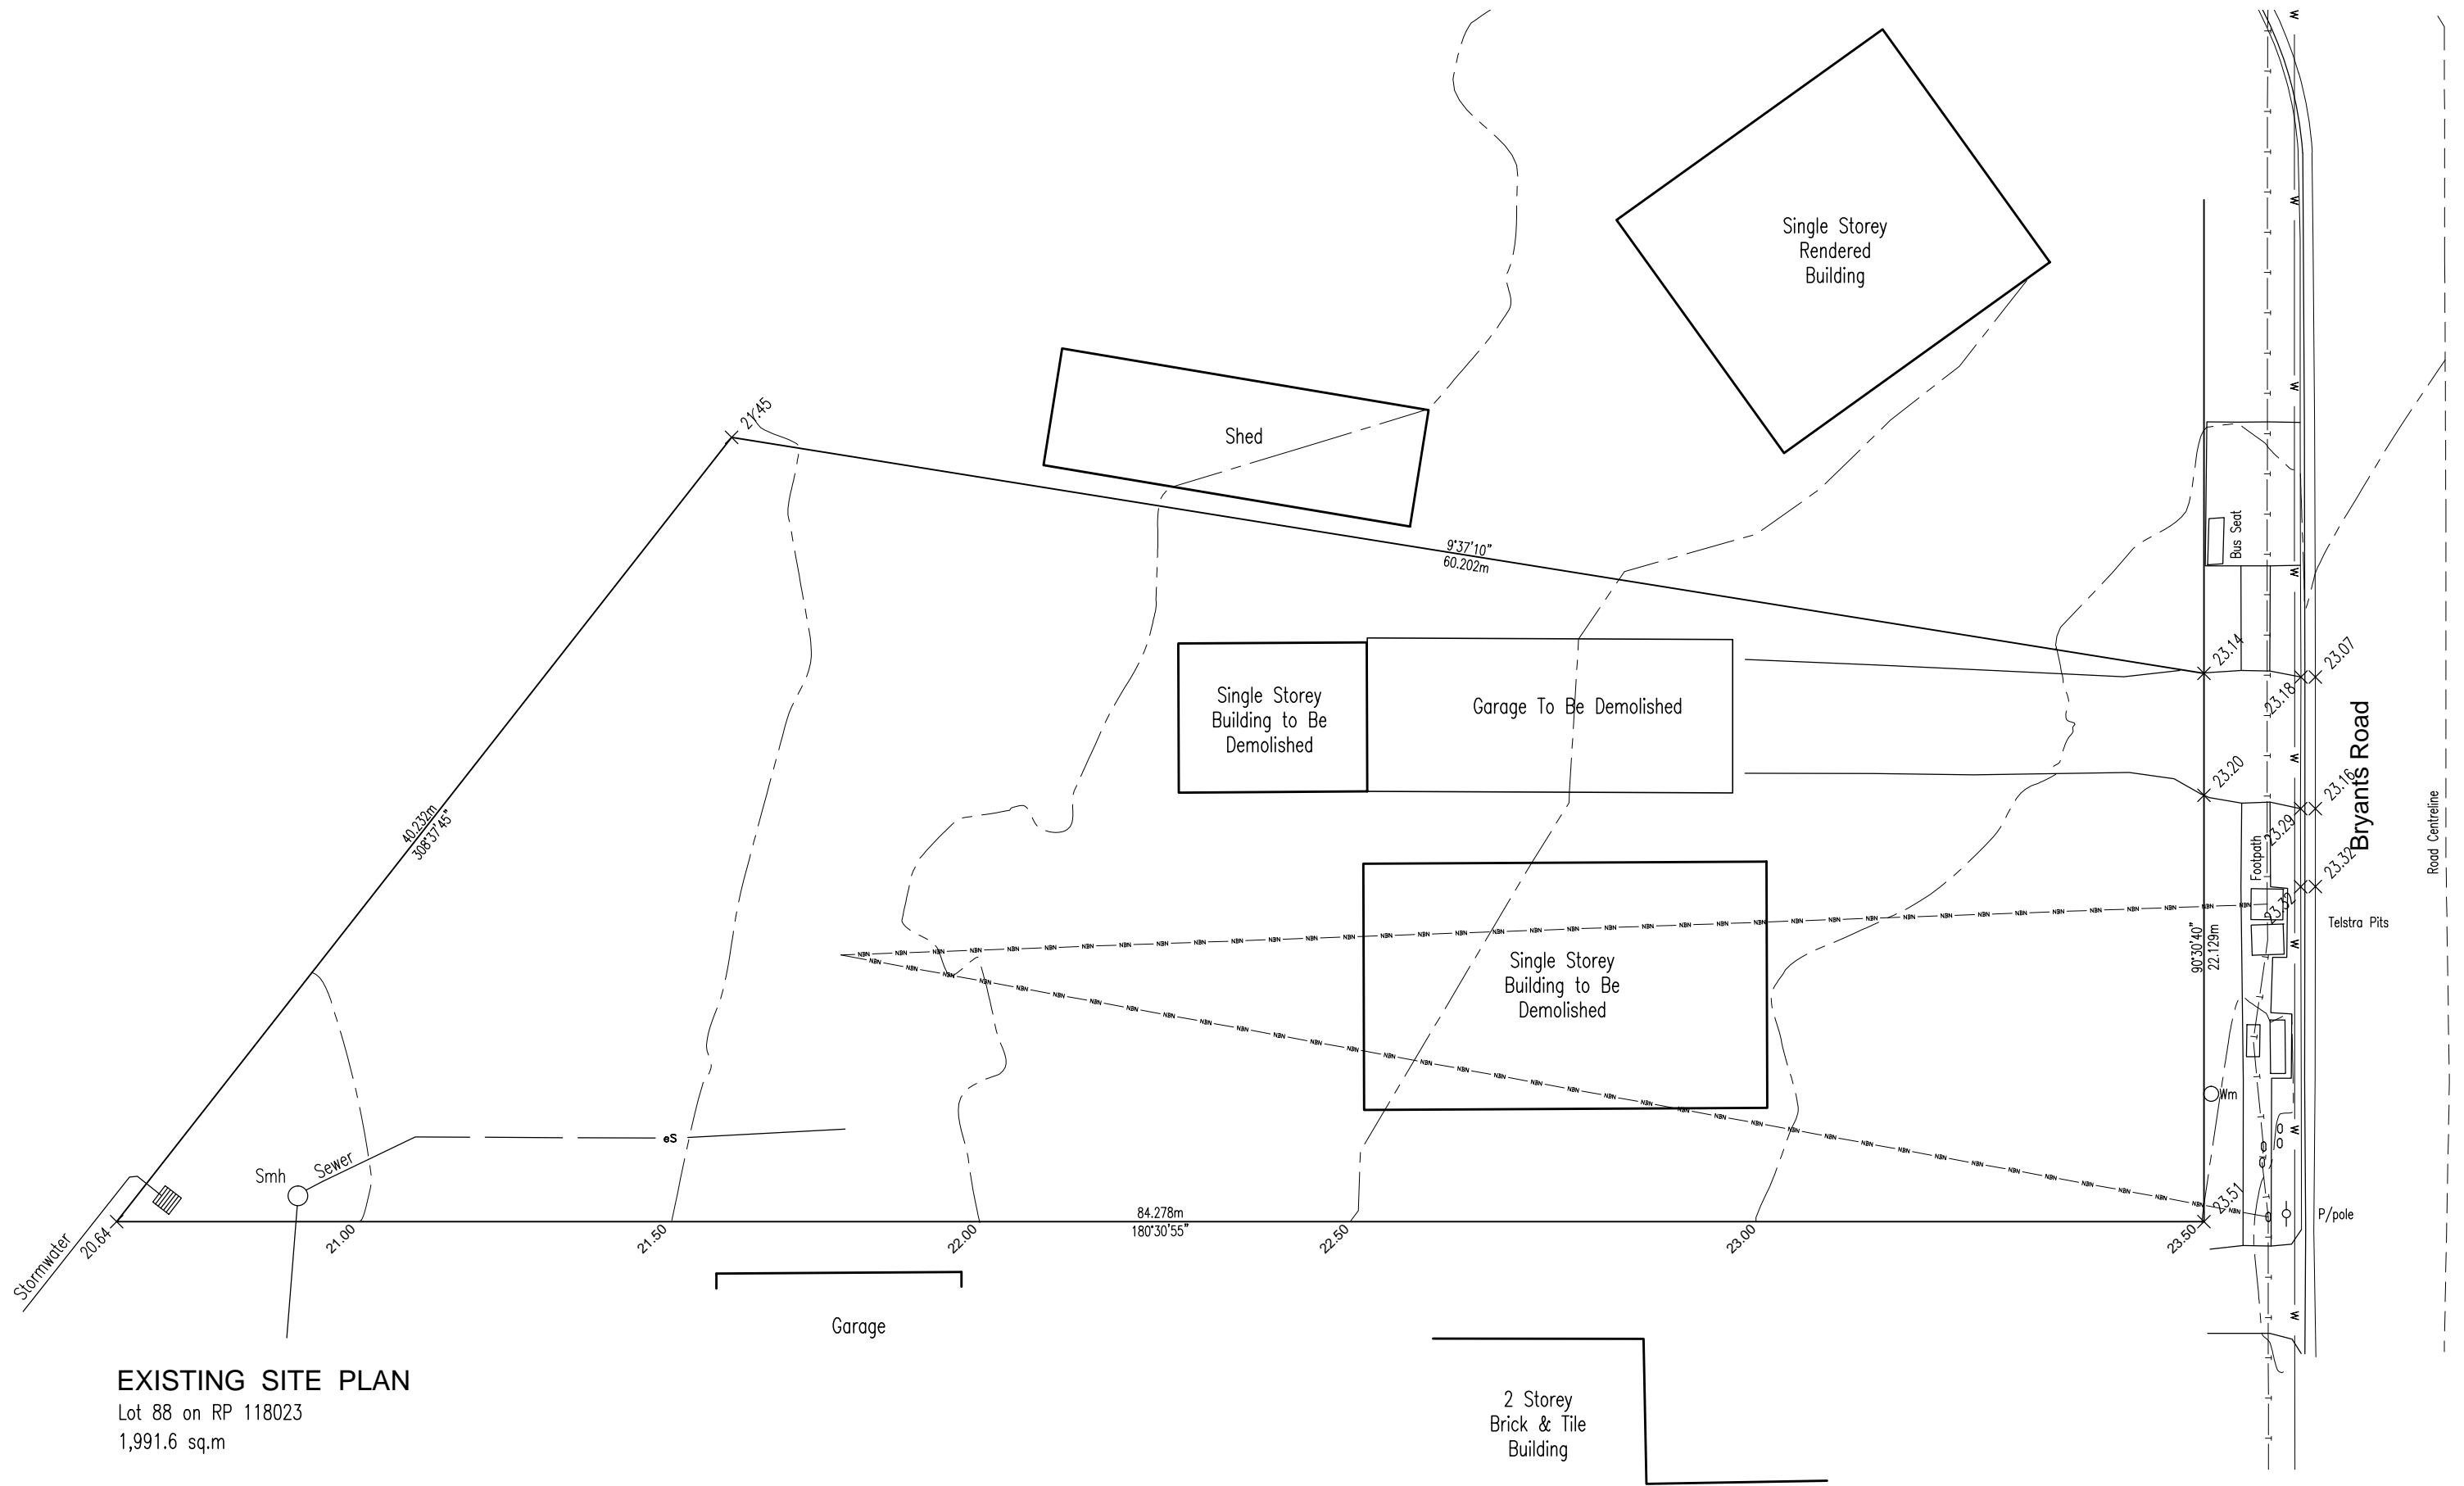 Single Storey
Rendered
Building
Shed
21.45
9°37'10"
60.202m
Bus Seat
23.14
23.07
23.18
Single Storey
Building to Be
Demolished
Garage To Be Demolished
23.20
23.16
23.29
Bryants Road
Road Centreline
40.232m
308°37'45"
Footpath
23.32
23.32
Telstra Pits
90°30'40"
22.129m
Single Storey
Building to Be
Demolished
NBN
NBN
Wm
W
T
eS
Smh
Sewer
Stormwater
20.64
21.00
21.50
22.00
84.278m
180°30'55"
22.50
23.00
23.50
23.51
P/pole
Garage
EXISTING SITE PLAN
Lot 88 on RP 118023
1,991.6 sq.m
2 Storey
Brick & Tile
Building